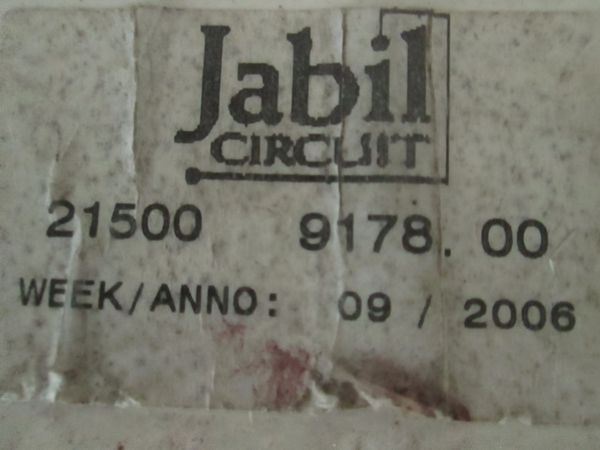 Jabil
CIRCUIT
21500 9178.00
WEEK/ANNO: 09 / 2006